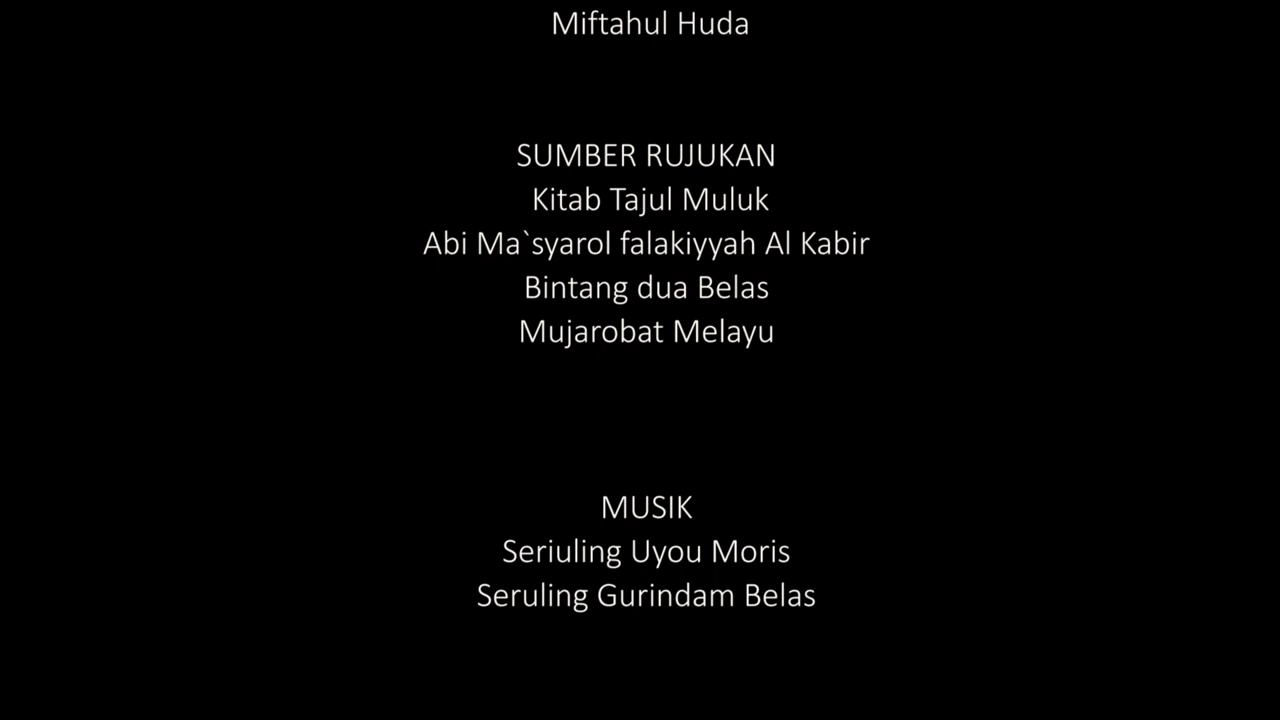 Miftahul Huda
SUMBER RUJUKAN
Kitab Tajul Muluk
Abi Ma`syarol falakiyyah Al Kabir
Bintang dua Belas
Mujarobat Melayu
MUSIK
Seriuling Uyou Moris
Seruling Gurindam Belas